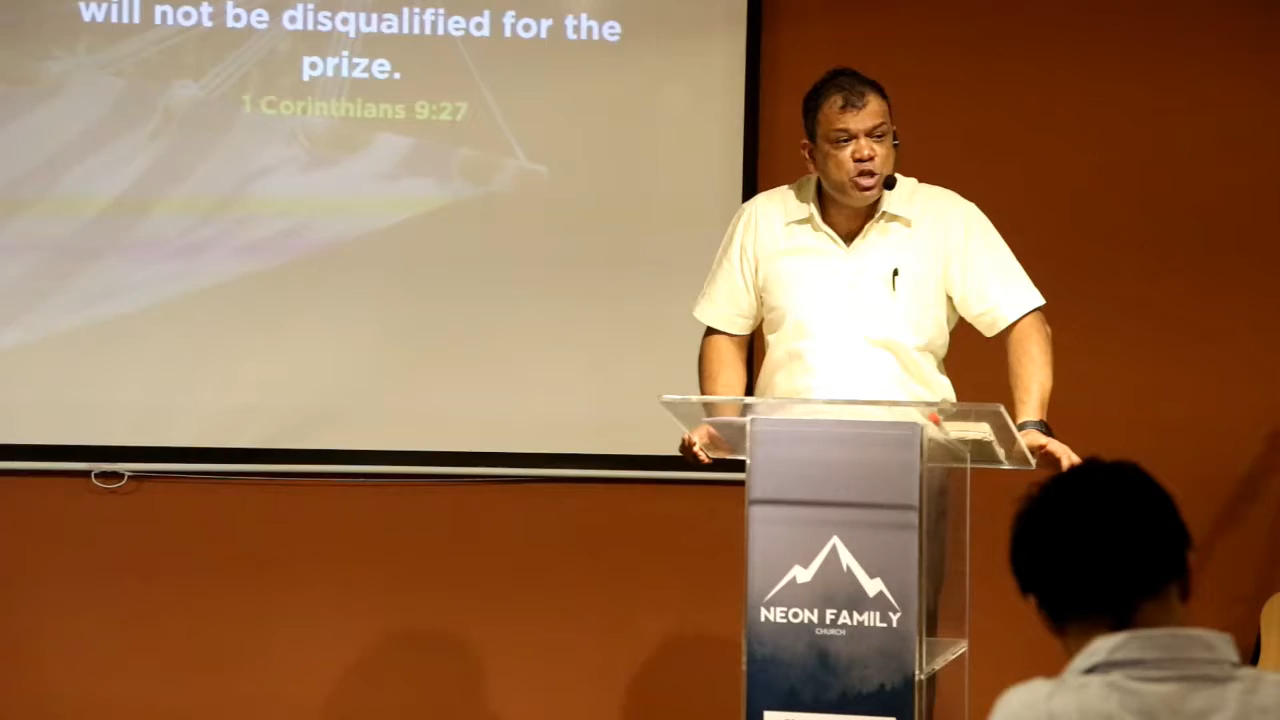 will not be disqualified for the
prize.
1 Corinthians 9:27
NEON FAMILY
CHURCH